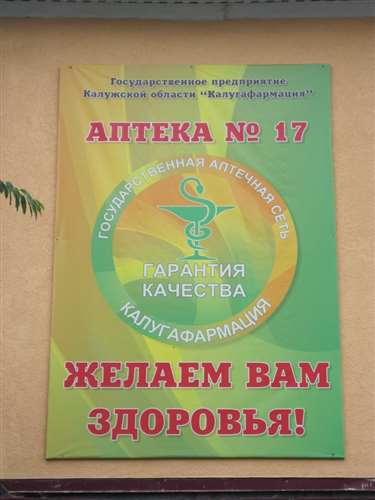 Государственное предприятие
Калужской области “Калугафармация”
АПТЕКА № 17
ГОСУДАРСТВЕННАЯ АПТЕЧНАЯ СЕТЬ
ГАРАНТИЯ
КАЧЕСТВА
КАЛУГАФАРМАЦИЯ
ЖЕЛАЕМ ВАМ
ЗДОРОВЬЯ!